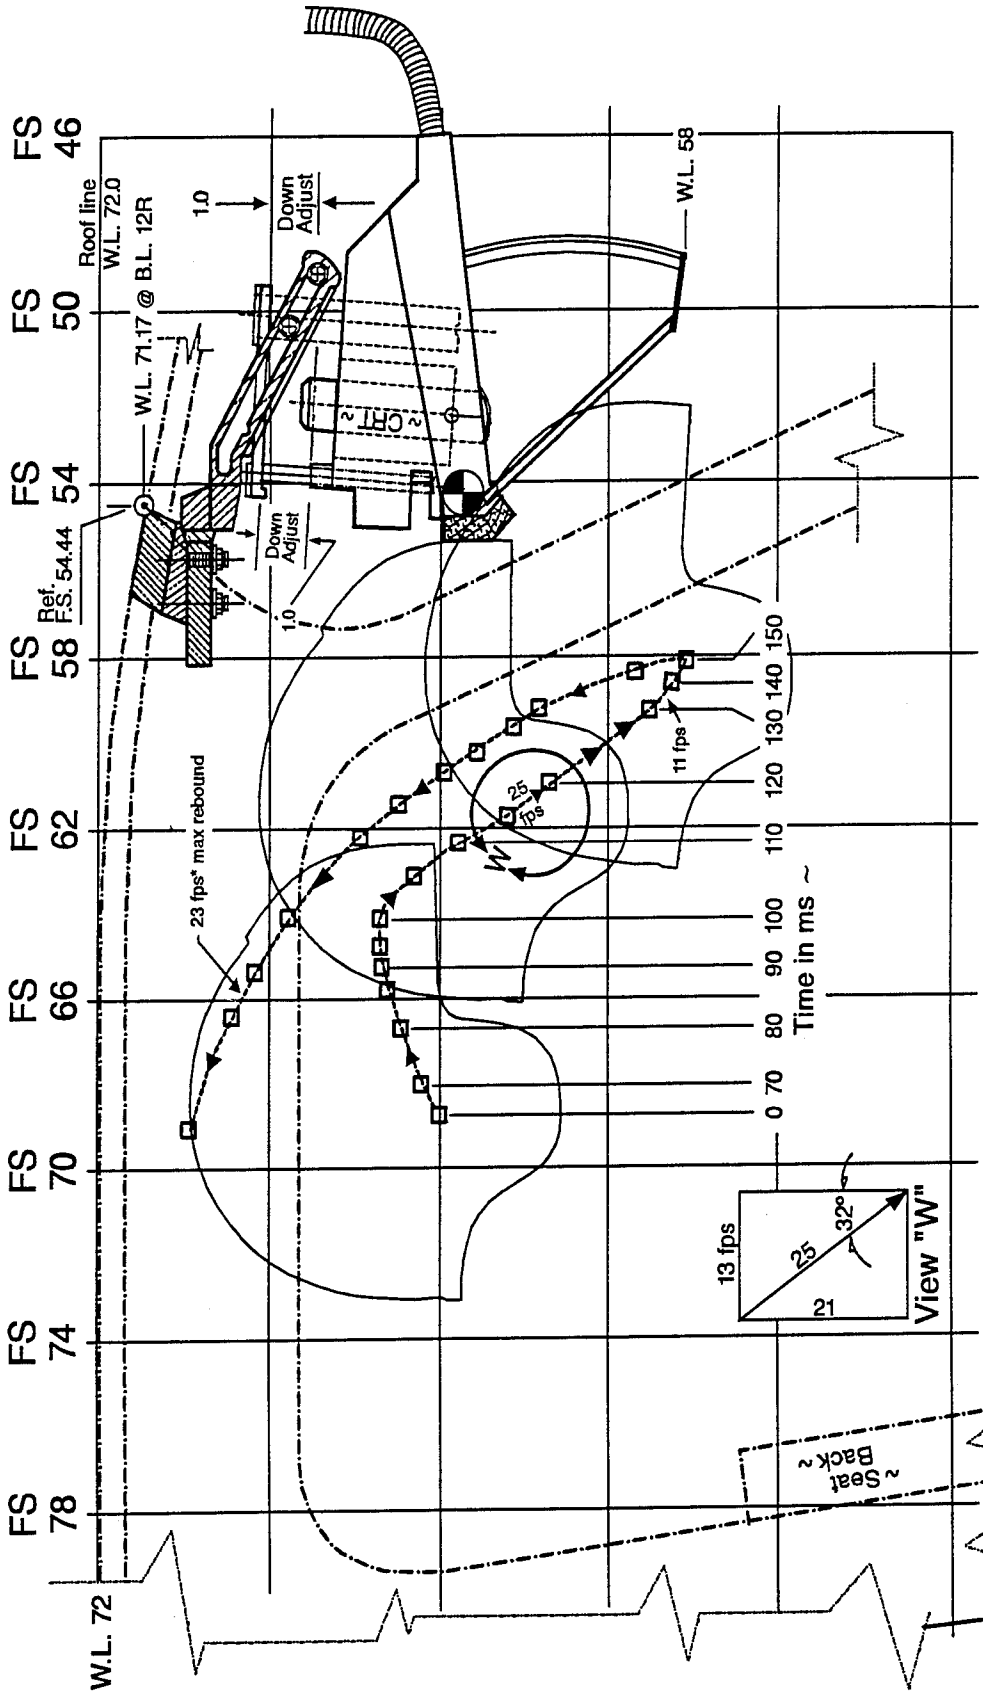 FS
78
FS
74
FS
70
FS
66
FS
62
FS
58
FS
54
FS
50
FS
46
W.L. 72
Ref.
F.S. 54.44
W.L. 71.17 @ B.L. 12R
Roof line
W.L. 72.0
1.0
Down
Adjust
1.0
Down
Adjust
~ CRT ~
W.L. 58
23 fps* max rebound
25
fps
W
11 fps
0 70 80 90 100 110 120 130 140 150
Time in ms ~
13 fps
25
32°
21
View "W"
~ Seat
Back ~